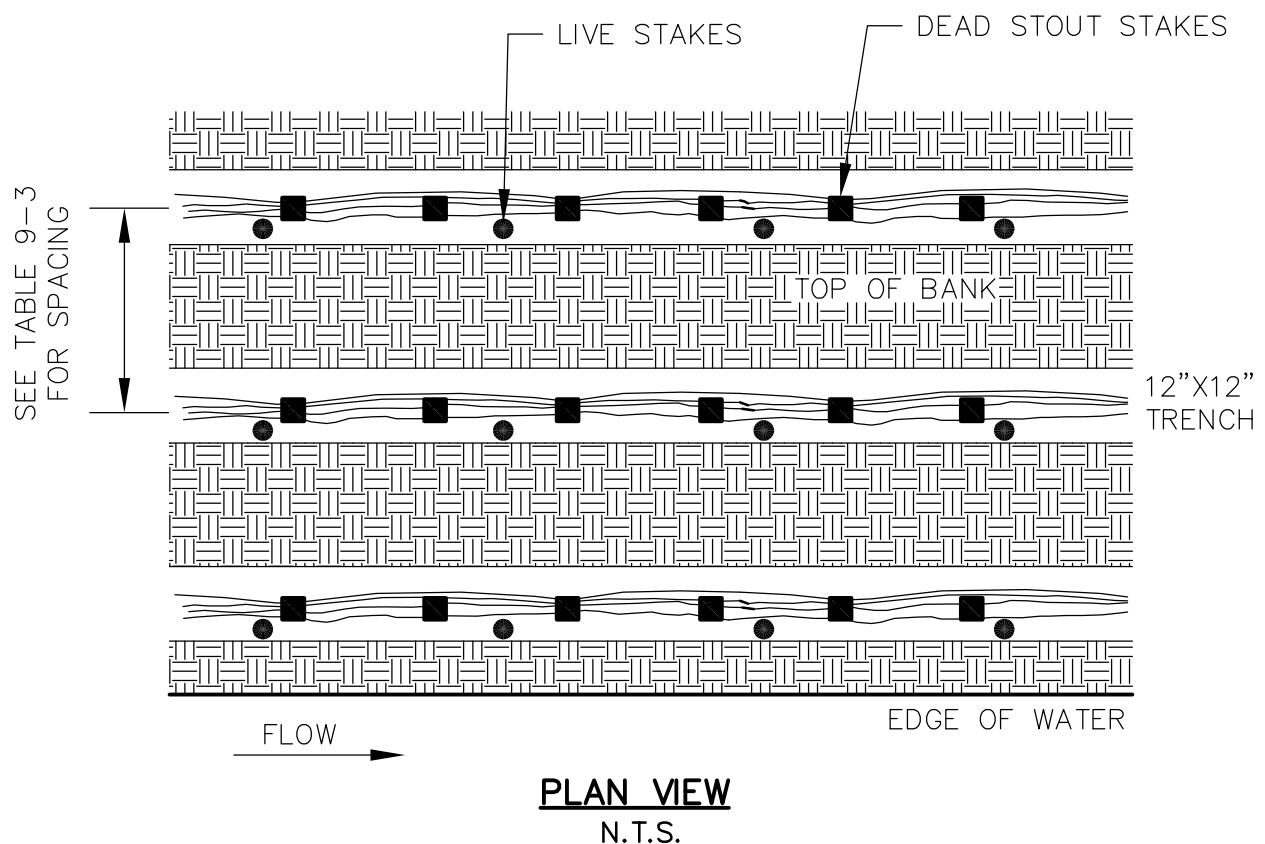 LIVE STAKES
DEAD STOUT STAKES
SEE TABLE 9-3
FOR SPACING
TOP OF BANK
12"X12"
TRENCH
EDGE OF WATER
FLOW
PLAN VIEW
N.T.S.